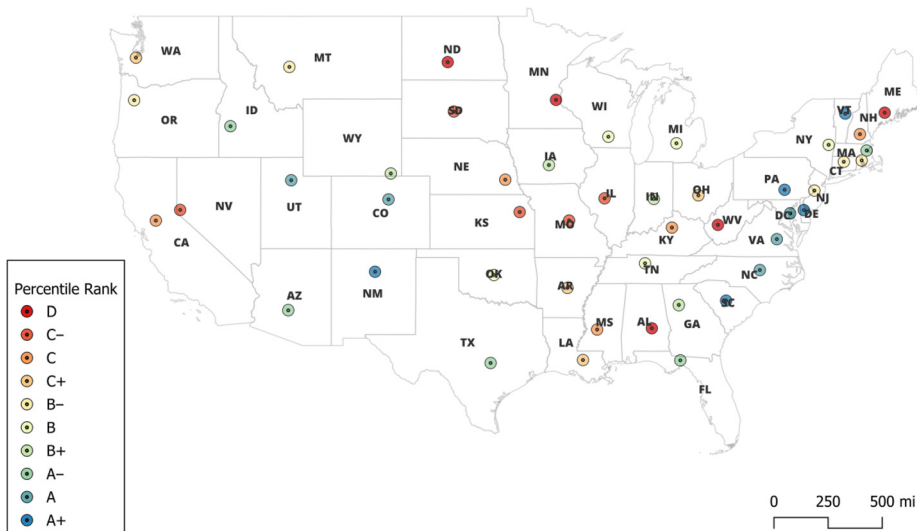 WA
MT
ND
MN
ME
OR
ID
SD
WI
VT
NH
WY
MI
NY
MA
IA
CT
NE
PA
NJ
NV
UT
CO
IL
IN
OH
DC
DE
CA
KS
MO
WV
VA
KY
NC
TN
AZ
NM
OK
AR
SC
MS
AL
GA
TX
LA
FL
Percentile Rank
D
C–
C
C+
B–
B
B+
A–
A
A+
0 250 500 mi